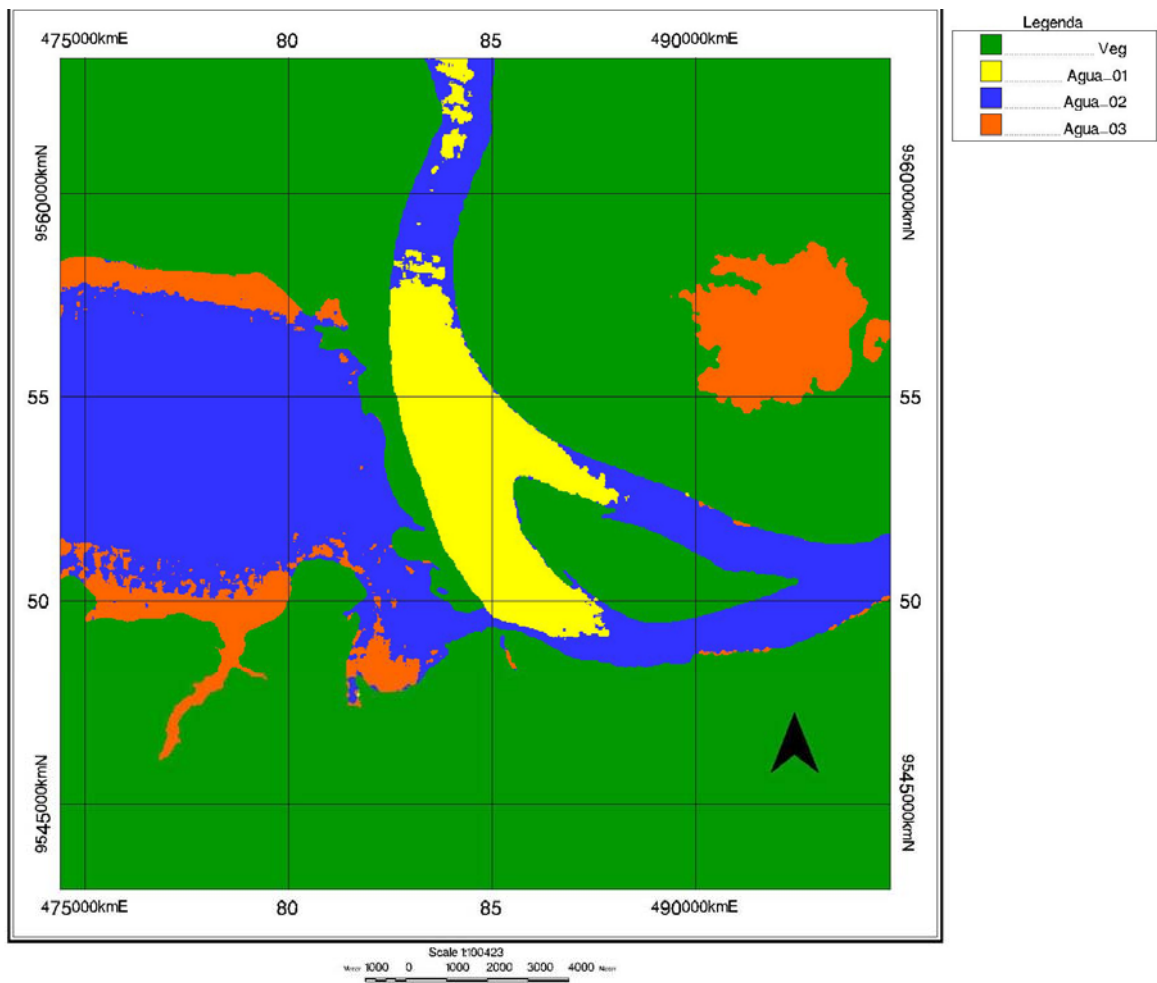 475000kmE 80 85 490000kmE
Legenda
Veg
Agua_01
Agua_02
Agua_03
9560000kmN 9560000kmN
55 55
50 50
9545000kmN 9545000kmN
475000kmE 80 85 490000kmE
Scale 1:100423
1000 0 1000 2000 3000 4000